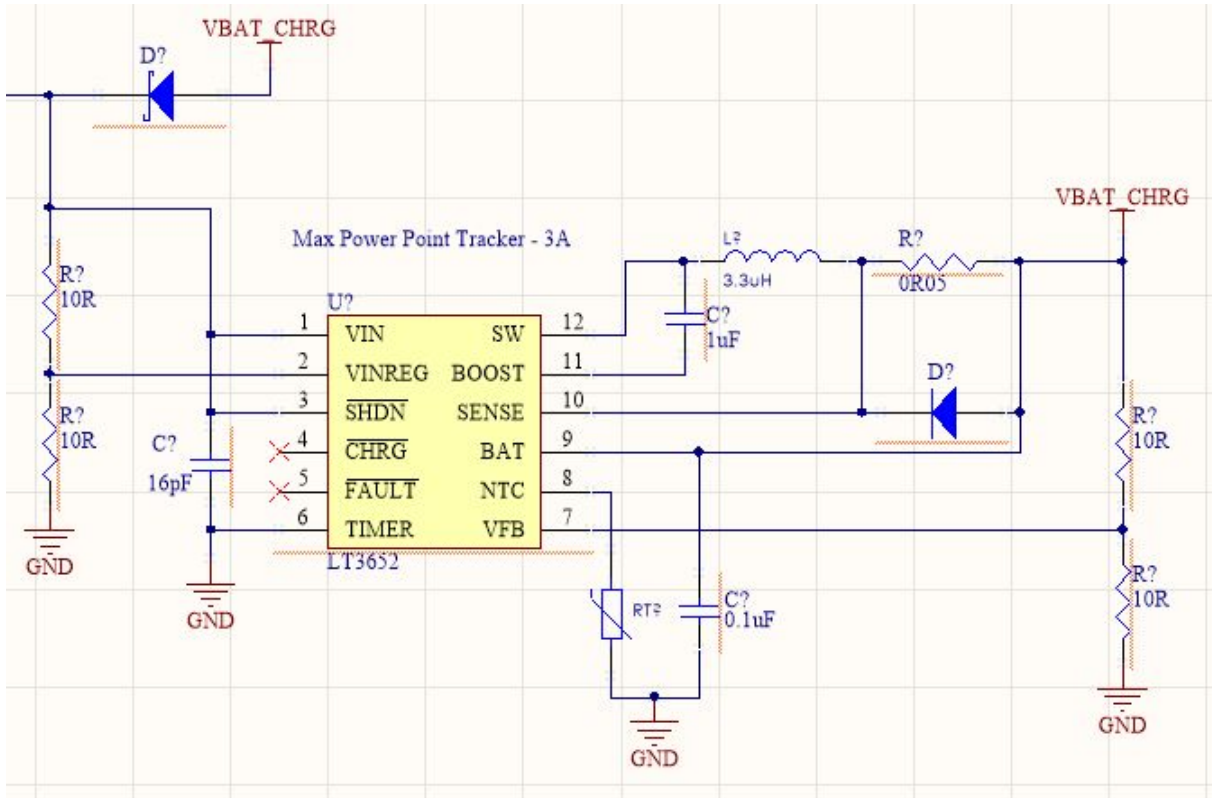 VBAT_CHRG
D?
VBAT_CHRG
Max Power Point Tracker - 3A
L?
3.3uH
R?
0R05
R?
10R
U?
C?
1uF
1 VIN SW 12
2 VINREG BOOST 11
3 SHDN SENSE 10
4 CHRG BAT 9
5 FAULT NTC 8
6 TIMER VFB 7
LT3652
D?
R?
10R
C?
16pF
R?
10R
GND
GND
RT?
C?
0.1uF
R?
10R
GND
GND